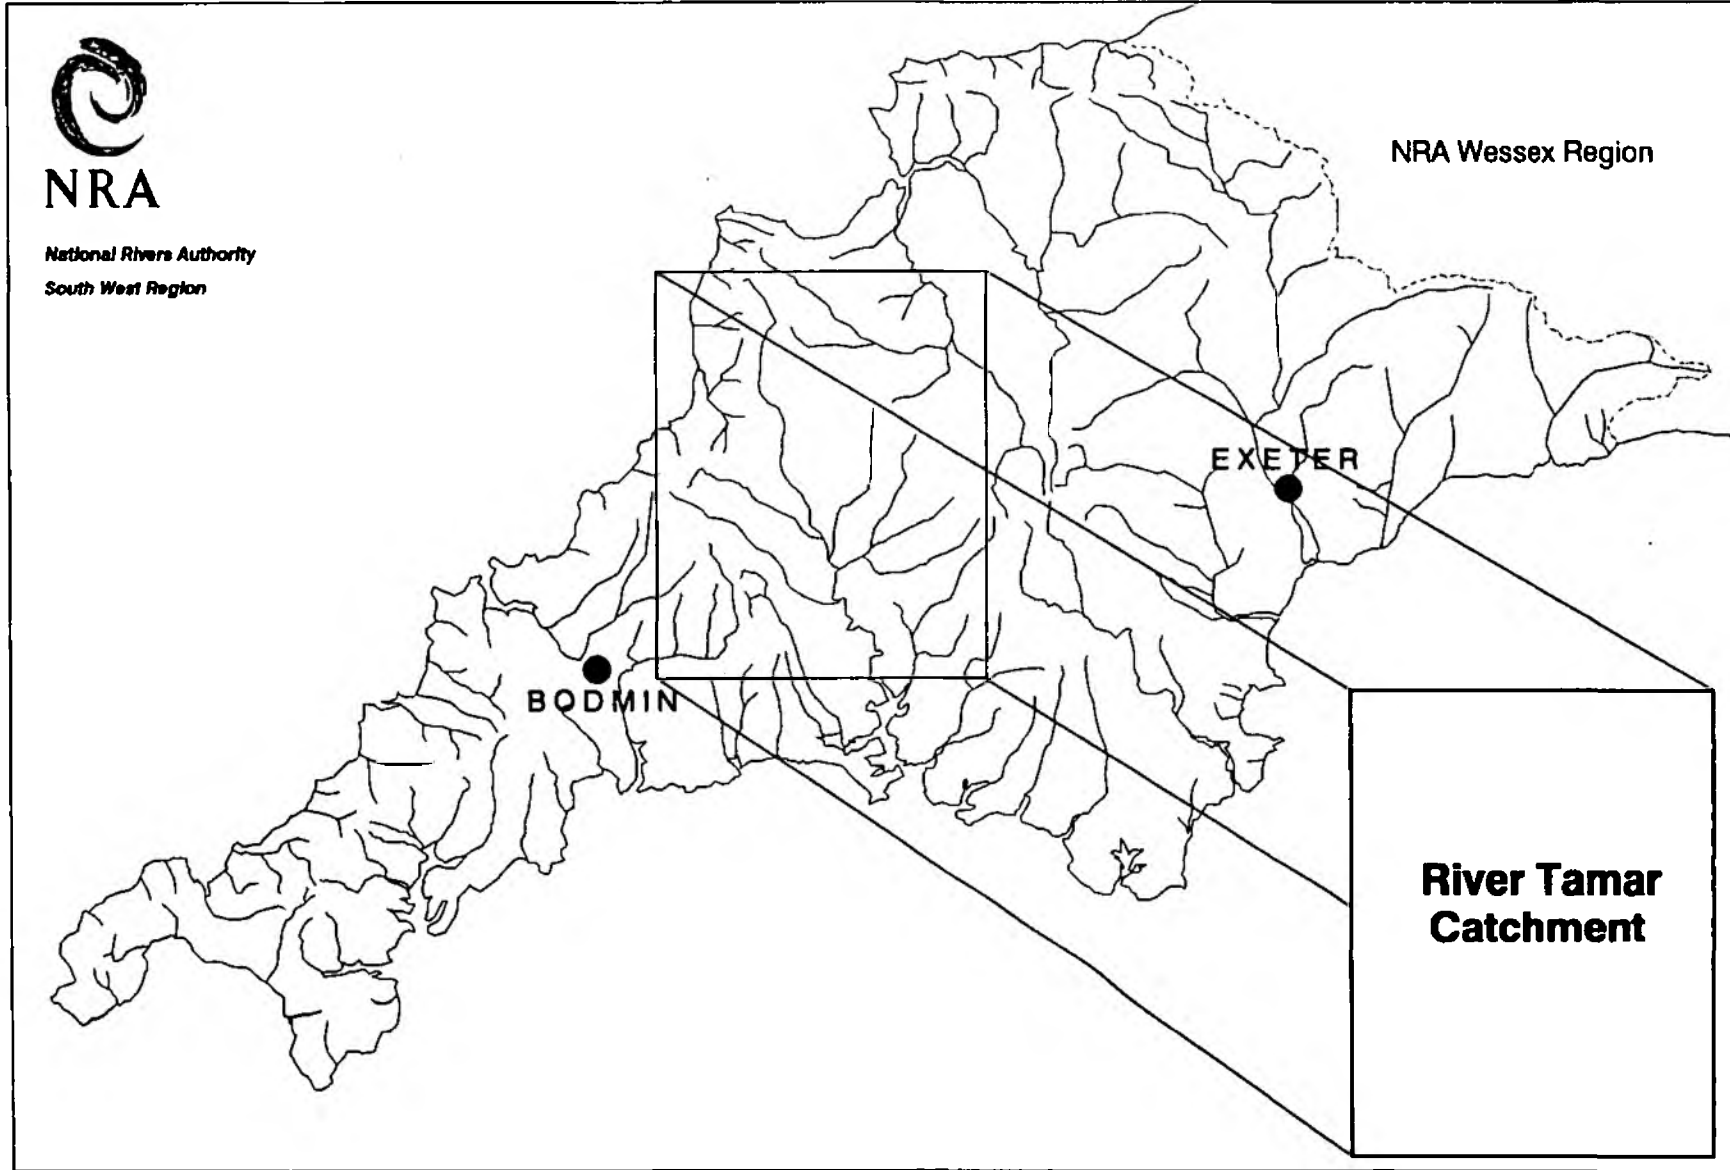 NRA
National Rivers Authority
South West Region
NRA Wessex Region
EXETER
BODMIN
River Tamar
Catchment